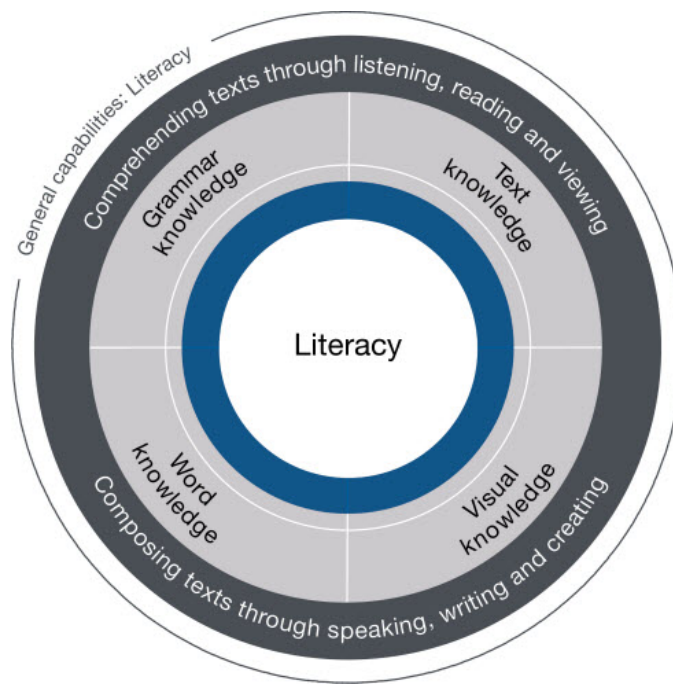 General capabilities: Literacy
Comprehending texts through listening, reading and viewing
Grammar
knowledge
Text
knowledge
Literacy
Word
knowledge
Visual
knowledge
Composing texts through speaking, writing and creating